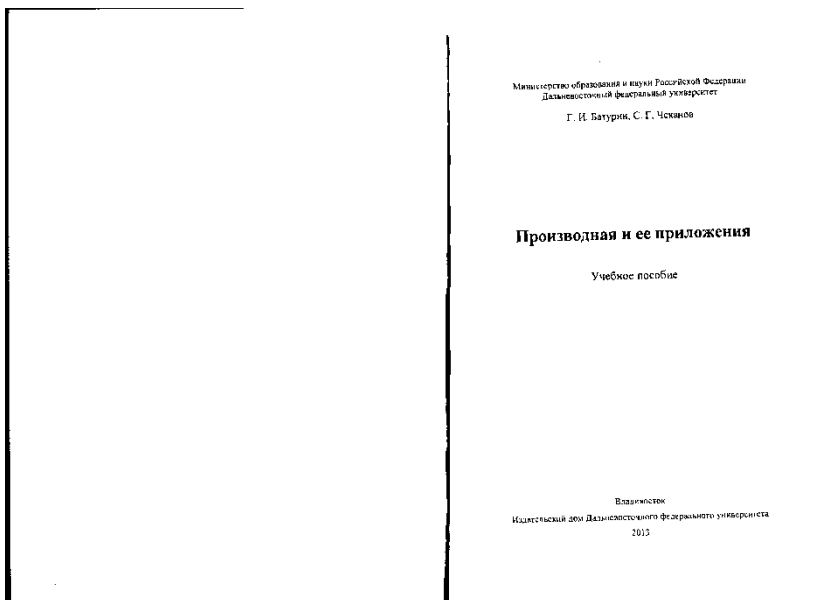 Министерство образования и науки Российской Федерации
Дальневосточный федеральный университет
Г. И. Батурин, С. Г. Чеканов
Производная и ее приложения
Учебное пособие
Владивосток
Издательский дом Дальневосточного федерального университета
2013